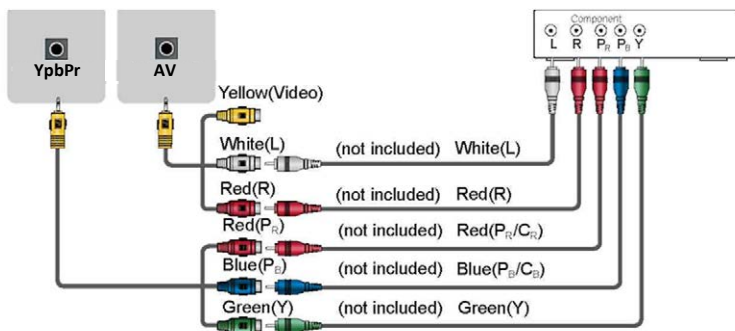 Component
L R PR PB Y
YpbPr
AV
Yellow(Video)
White(L) (not included) White(L)
Red(R) (not included) Red(R)
Red(PR) (not included) Red(PR/CR)
Blue(PB) (not included) Blue(PB/CB)
Green(Y) (not included) Green(Y)